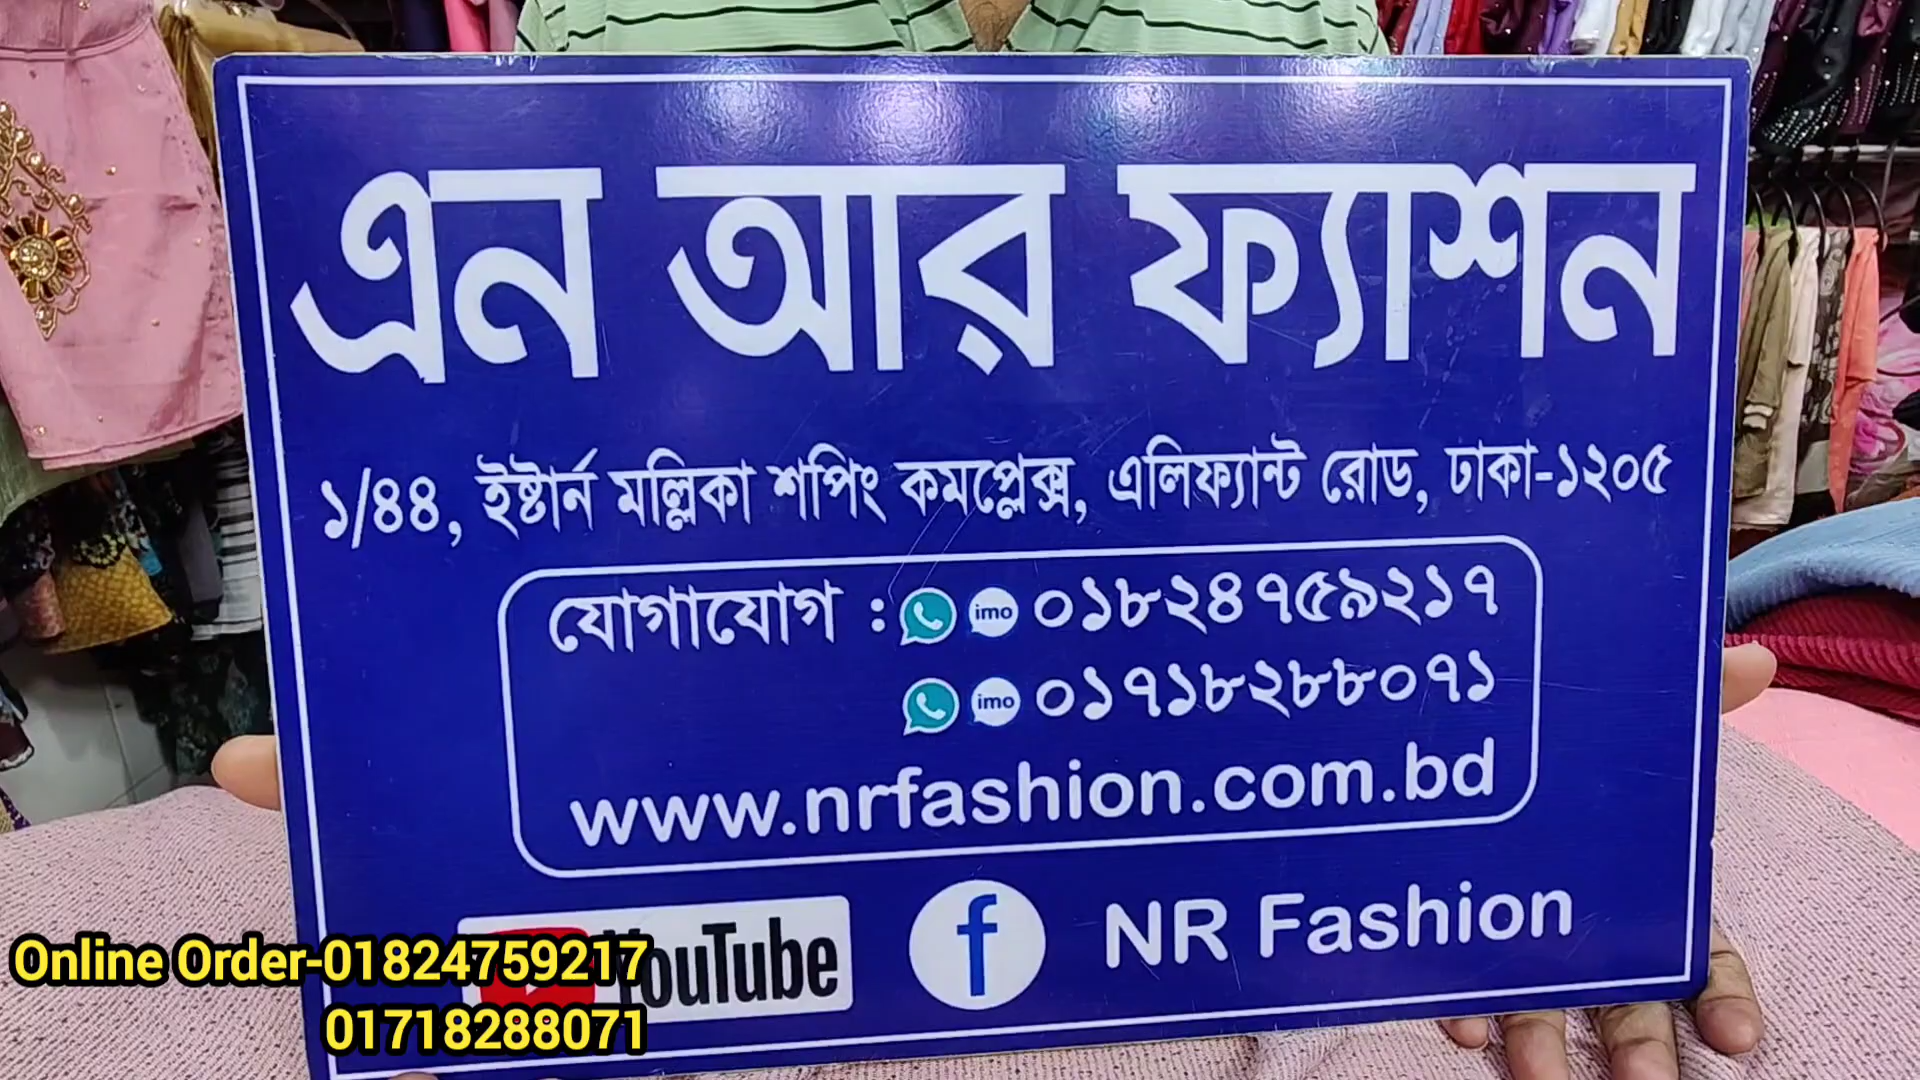 এন আর ফ্যাশন
১/৪৪, ইষ্টার্ন মল্লিকা শপিং কমপ্লেক্স, এলিফ্যান্ট রোড, ঢাকা-১২০৫
যোগাযোগ : imo ০১৮২৪৭৫৯২১৭
imo ০১৭১৮২৮৮০৭১
www.nrfashion.com.bd
YouTube f NR Fashion
Online Order-01824759217
01718288071